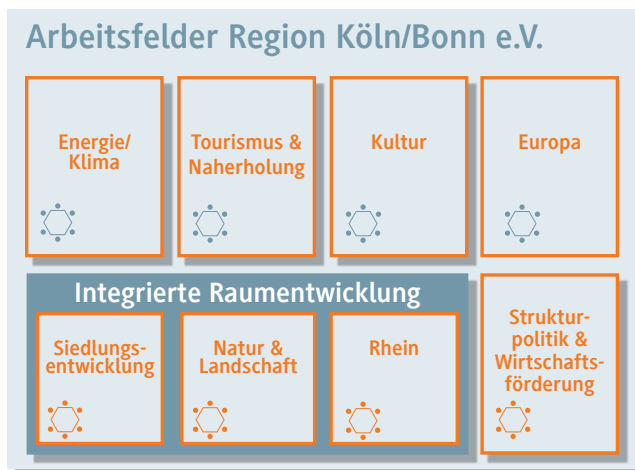 Arbeitsfelder Region Köln/Bonn e.V.
Energie/
Klima
Tourismus &
Naherholung
Kultur
Europa
Integrierte Raumentwicklung
Siedlungs-
entwicklung
Natur &
Landschaft
Rhein
Struktur-
politik &
Wirtschafts-
förderung